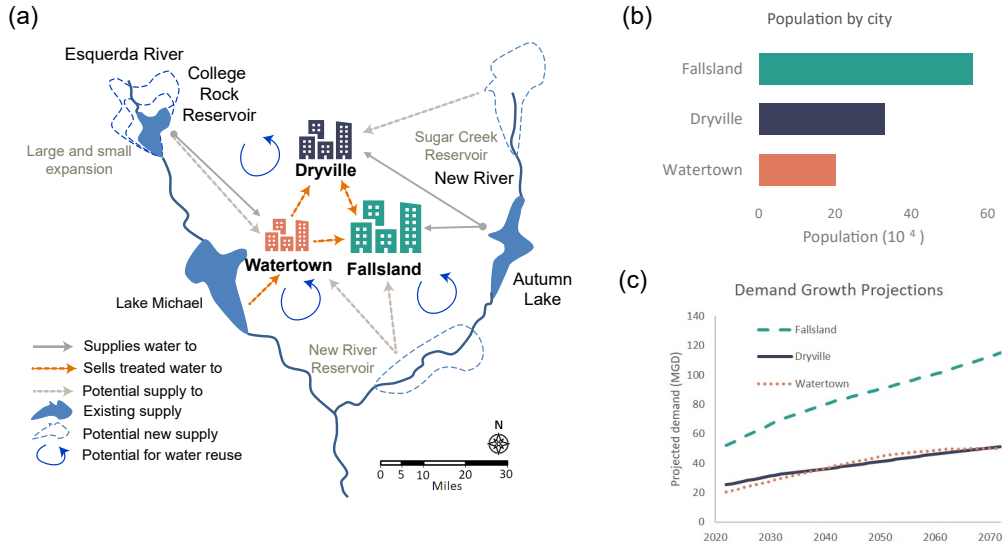 (a)
Esquerda River
College
Rock
Reservoir
Large and small
expansion
Dryville
Sugar Creek
Reservoir
New River
Watertown
Fallsland
Lake Michael
Autumn
Lake
New River
Reservoir
Supplies water to
Sells treated water to
Potential supply to
Existing supply
Potential new supply
Potential for water reuse
N
0 5 10 20 30
Miles
(b)
Population by city
Fallsland
Dryville
Watertown
0 20 40 60
Population (10 4 )
(c)
Demand Growth Projections
Projected demand (MGD)
140
120
100
80
60
40
20
0
Fallsland
Dryville
Watertown
2020 2030 2040 2050 2060 2070